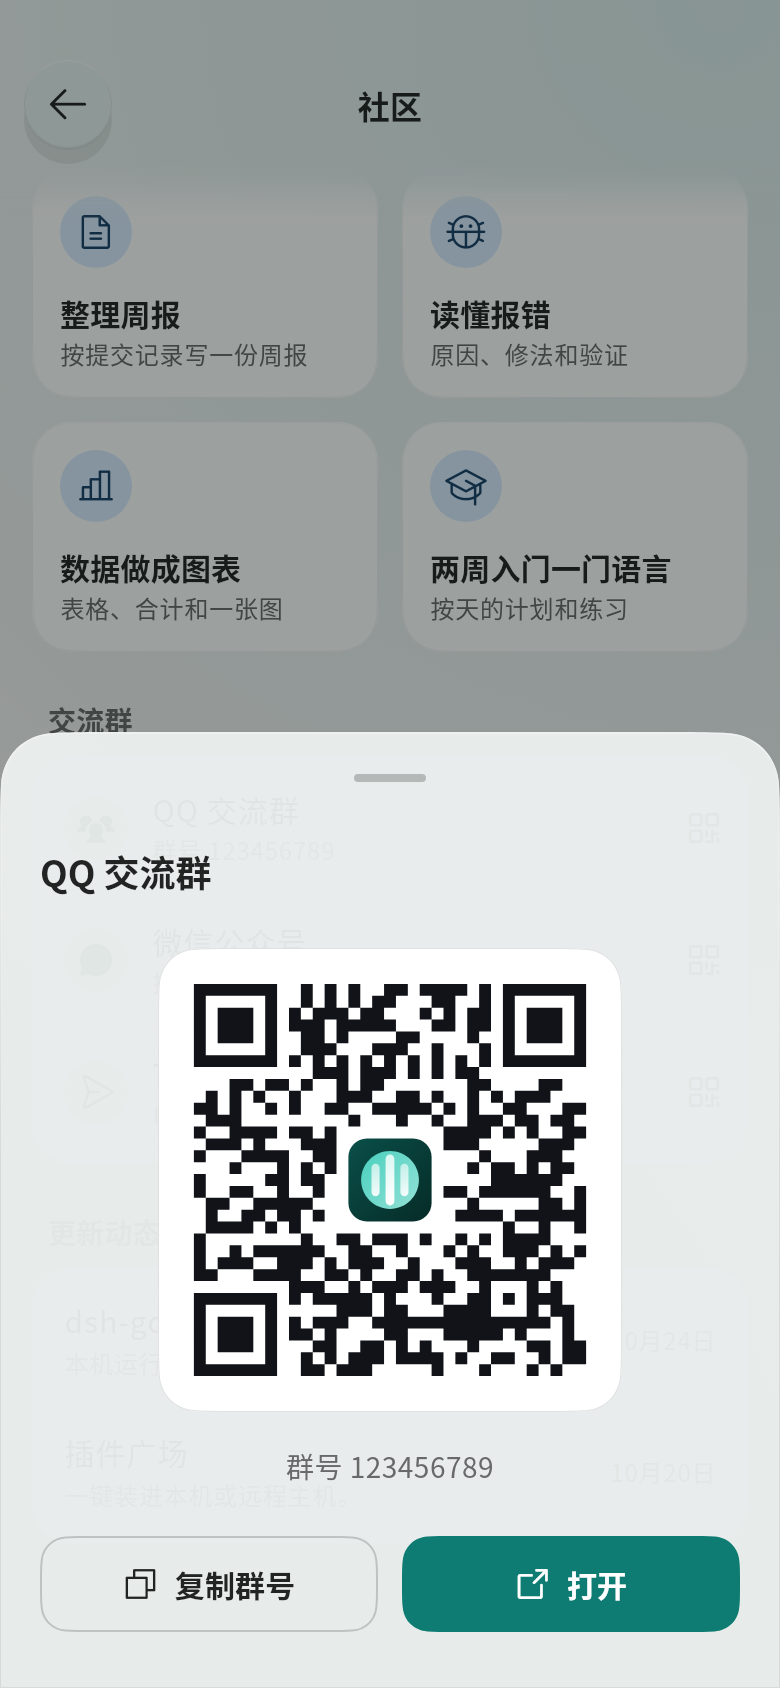 社区
整理周报
按提交记录写一份周报
读懂报错
原因、修法和验证
数据做成图表
表格、合计和一张图
两周入门一门语言
按天的计划和练习
交流群
QQ 交流群
群号 123456789
QQ 交流群
微信公众号
更新动态
dsh-go
本机运行
0月24日
插件广场
10月20日
一键装进本机或远程主机。
群号 123456789
复制群号
打开